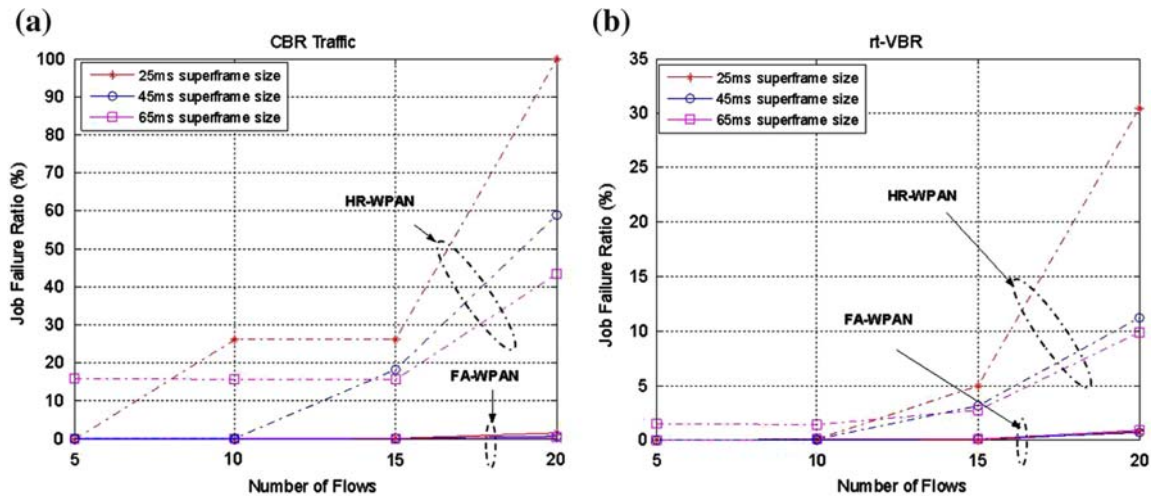 (a)
CBR Traffic
100
90
80
70
60
50
40
30
20
10
0
Job Failure Ratio (%)
25ms superframe size
45ms superframe size
65ms superframe size
HR-WPAN
FA-WPAN
5
10
15
20
Number of Flows
(b)
rt-VBR
35
30
25
20
15
10
5
0
Job Failure Ratio (%)
25ms superframe size
45ms superframe size
65ms superframe size
HR-WPAN
FA-WPAN
5
10
15
20
Number of Flows